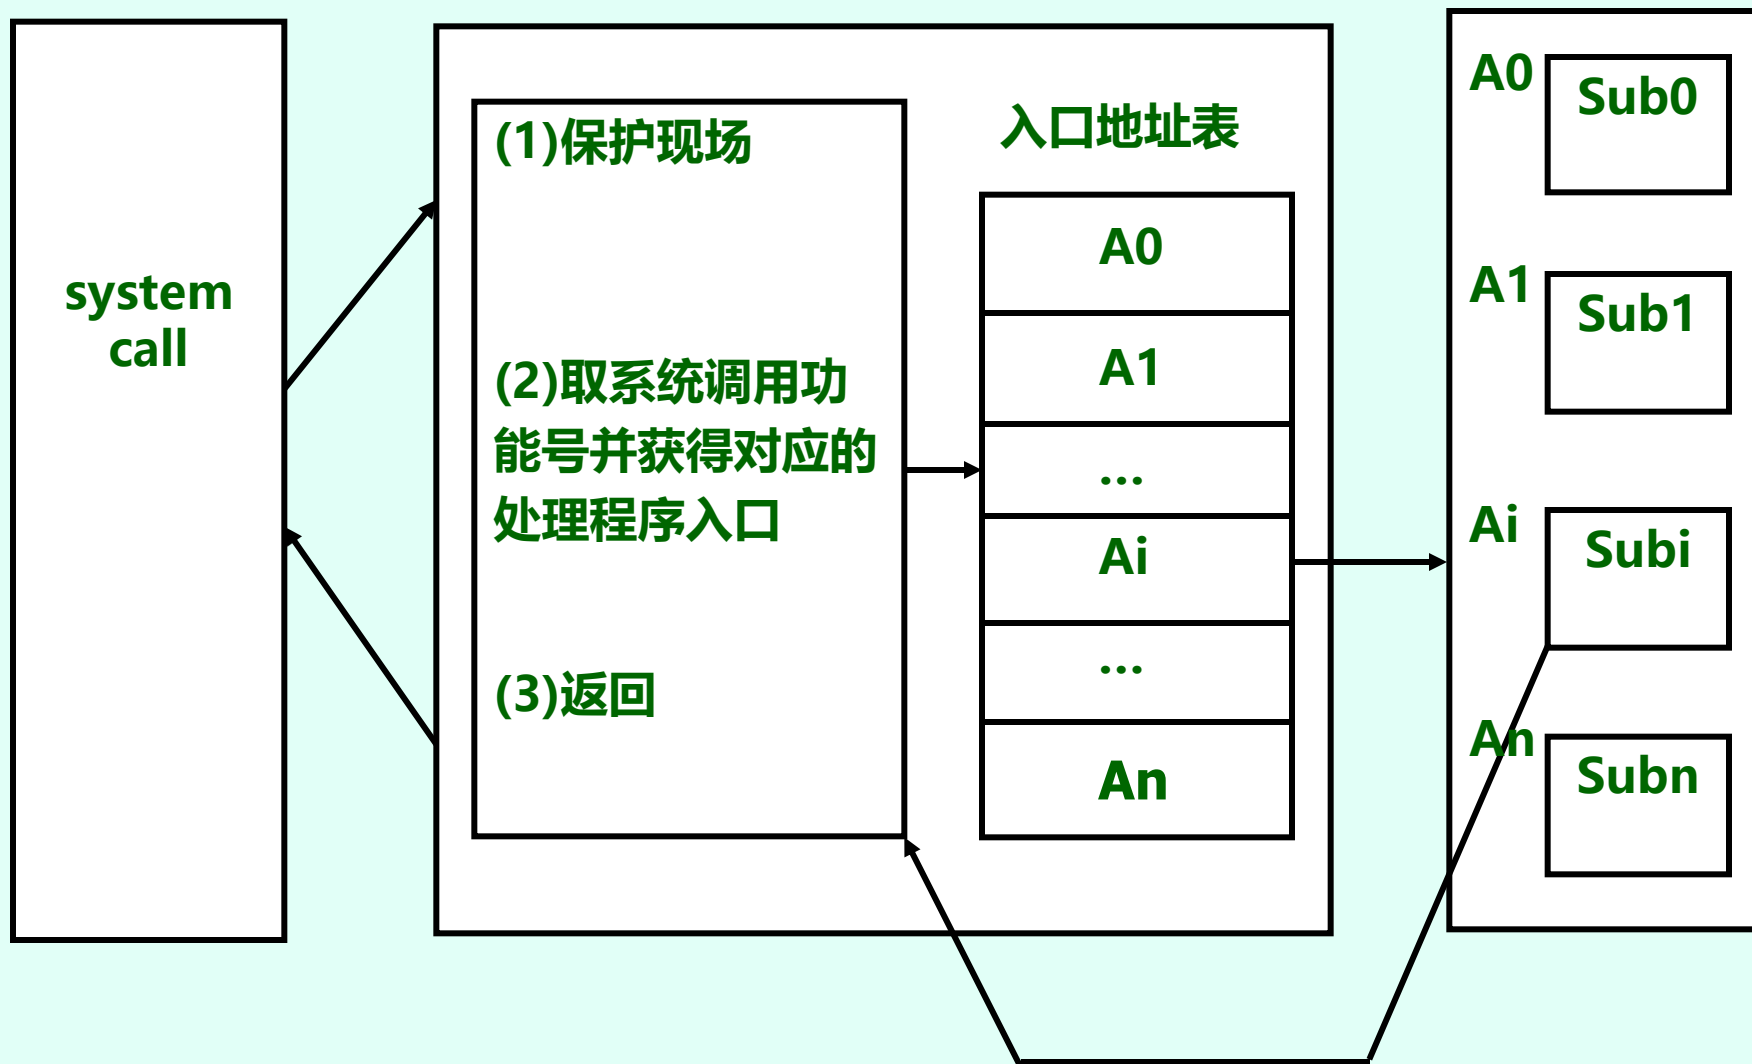 system
call
(1)保护现场
(2)取系统调用功
能号并获得对应的
处理程序入口
(3)返回
入口地址表
A0
A1
...
Ai
...
An
A0
Sub0
A1
Sub1
Ai
Subi
An
Subn